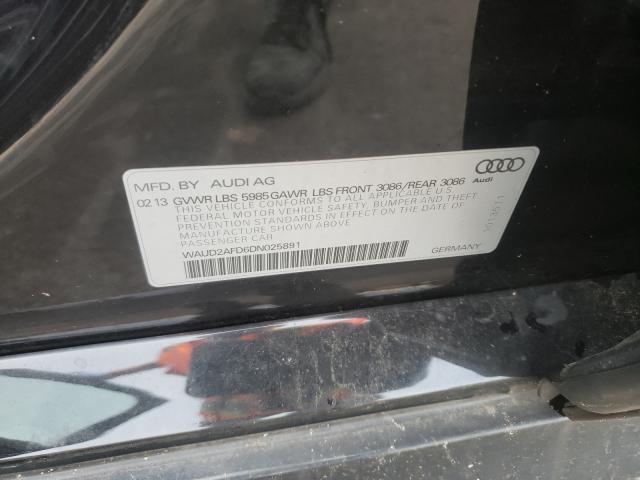 MFD. BY AUDI AG
Audi
02 13 GVWR LBS 5985 GAWR LBS FRONT 3086/REAR 3086
THIS VEHICLE CONFORMS TO ALL APPLICABLE U.S.
FEDERAL MOTOR VEHICLE SAFETY, BUMPER AND THEFT
PREVENTION STANDARDS IN EFFECT ON THE DATE OF
MANUFACTURE SHOWN ABOVE
PASSENGER CAR
WAUD2AFD6DN025891
GERMANY